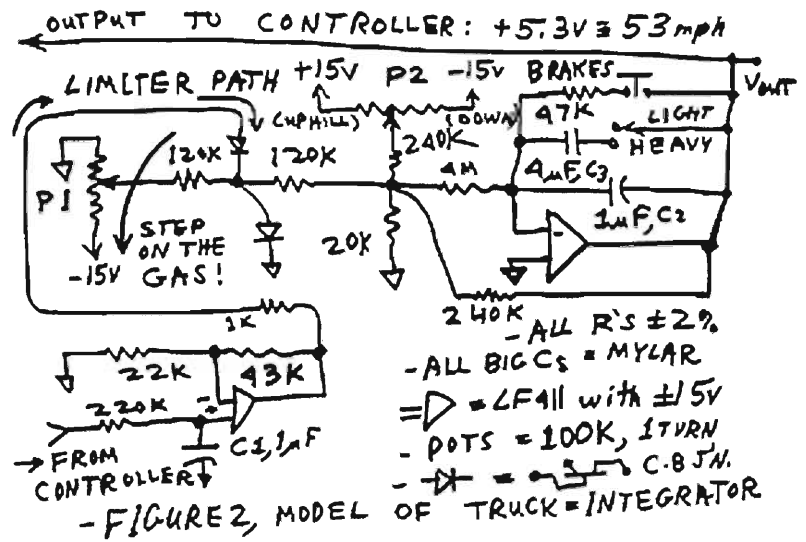 OUTPUT TO CONTROLLER: +5.3V ≅ 53 mph
LIMITER PATH
+15V P2 -15V
BRAKES
VOUT
(UPHILL) (DOWN)
47K
LIGHT
HEAVY
240K
120K 120K
4M
4µF, C3
P1
1µF, C2
STEP
ON THE
GAS!
-15V
20K
-
1K
240K
22K 43K
220K
- +
C1, 1µF
→ FROM
CONTROLLER
- ALL R'S ±2%
- ALL BIG Cs = MYLAR
= LF411 with ±15V
- POTS = 100K, 1 TURN
- = C-B JN.
- FIGURE 2, MODEL OF TRUCK = INTEGRATOR